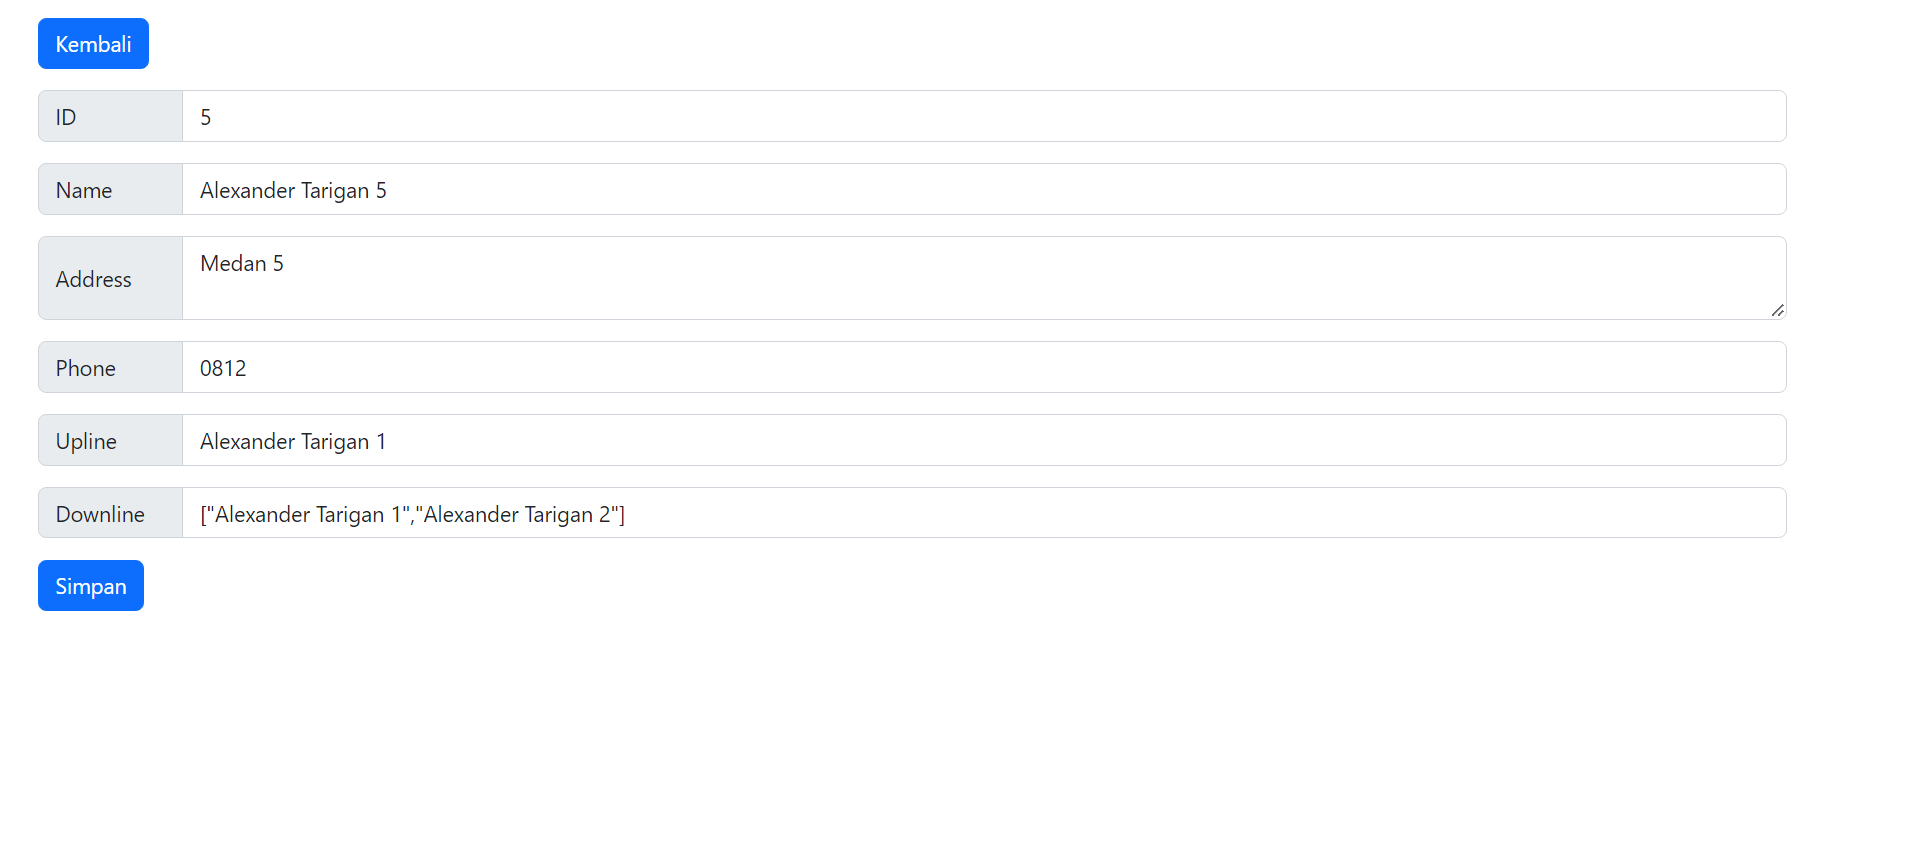 Kembali
ID 5
Name Alexander Tarigan 5
Address Medan 5
Phone 0812
Upline Alexander Tarigan 1
Downline ["Alexander Tarigan 1","Alexander Tarigan 2"]
Simpan